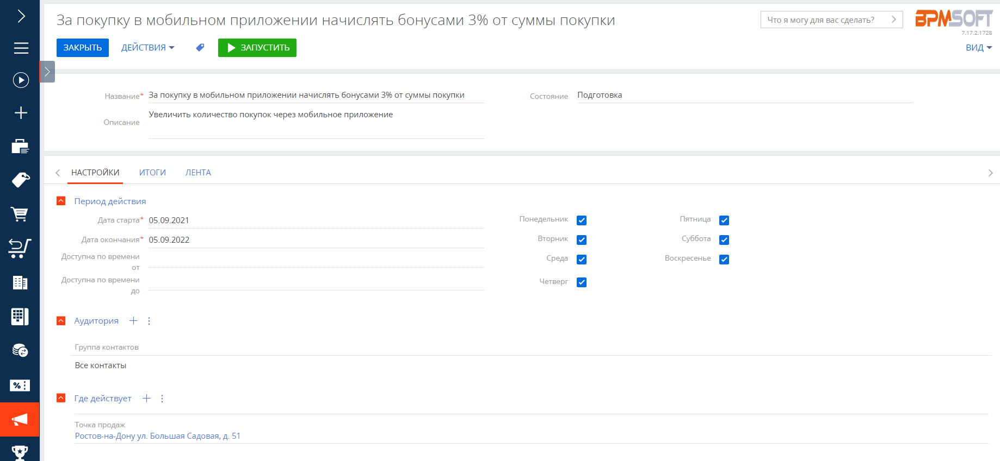 За покупку в мобильном приложении начислять бонусами 3% от суммы покупки
Что я могу для вас сделать?
BPMSOFT
7.17.2.1728
ЗАКРЫТЬ
ДЕЙСТВИЯ
ЗАПУСТИТЬ
ВИД
Название* За покупку в мобильном приложении начислять бонусами 3% от суммы покупки
Состояние Подготовка
Описание Увеличить количество покупок через мобильное приложение
НАСТРОЙКИ ИТОГИ ЛЕНТА
Период действия
Дата старта* 05.09.2021
Понедельник
Пятница
Дата окончания* 05.09.2022
Вторник
Суббота
Доступна по времени
от
Среда
Воскресенье
Доступна по времени
до
Четверг
Аудитория
Группа контактов
Все контакты
Где действует
Точка продаж
Ростов-на-Дону ул. Большая Садовая, д. 51